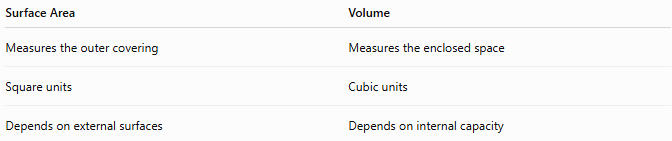 Surface Area Volume
Measures the outer covering Measures the enclosed space
Square units Cubic units
Depends on external surfaces Depends on internal capacity